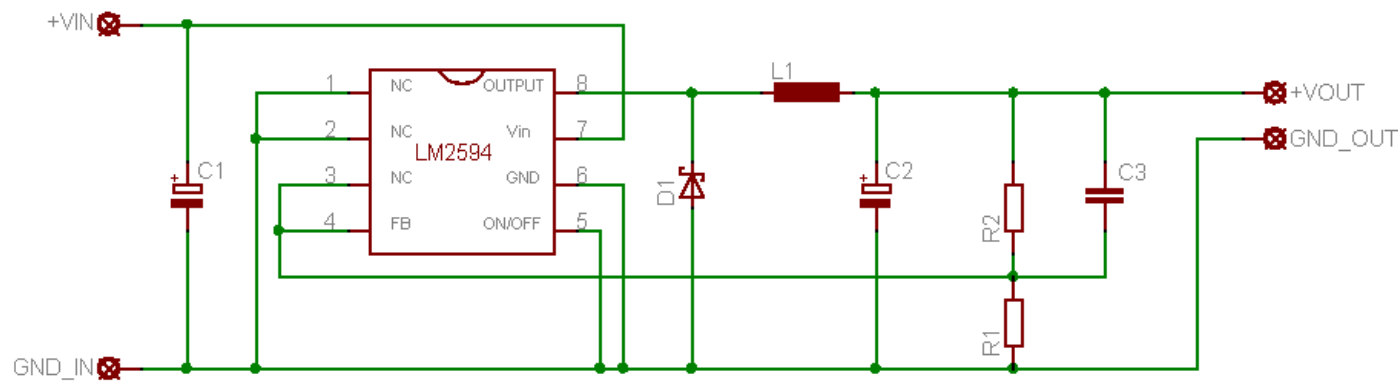 +VIN
L1
1 NC OUTPUT 8
+VOUT
2 NC Vin 7
GND_OUT
LM2594
C1
3 NC GND 6
D1
C2
C3
4 FB ON/OFF 5
R2
R1
GND_IN
+
+